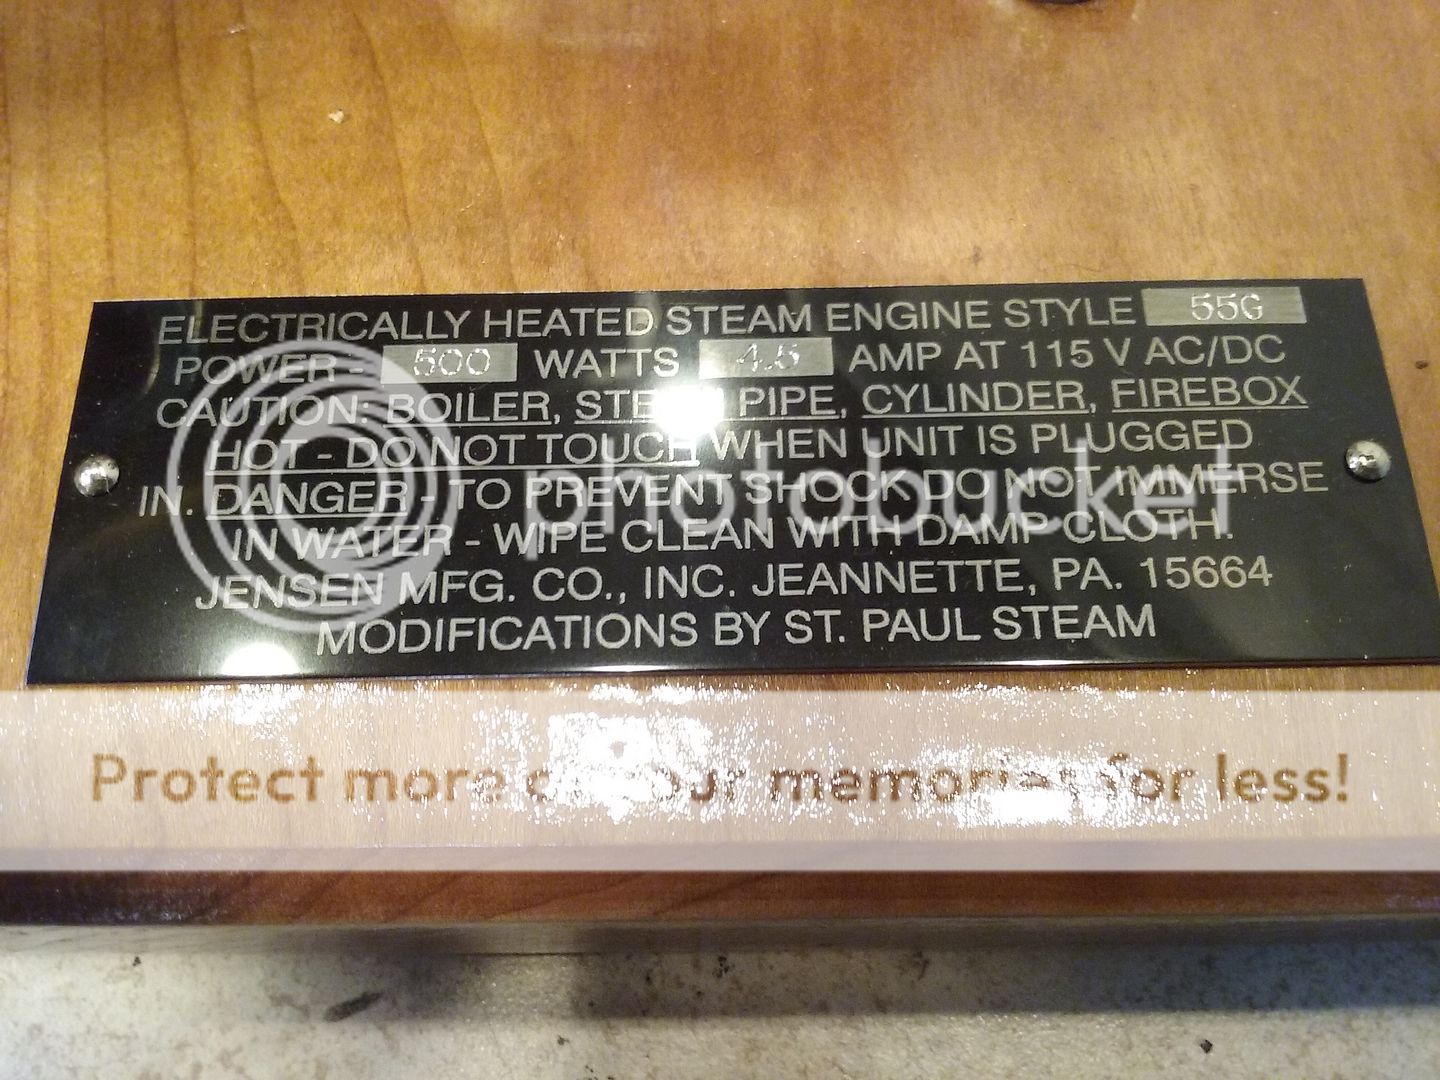 ELECTRICALLY HEATED STEAM ENGINE STYLE 55G
POWER - 500 WATTS 4.5 AMP AT 115 V AC/DC
CAUTION: BOILER, STEAM PIPE, CYLINDER, FIREBOX
HOT - DO NOT TOUCH WHEN UNIT IS PLUGGED
IN. DANGER - TO PREVENT SHOCK DO NOT IMMERSE
IN WATER - WIPE CLEAN WITH DAMP CLOTH.
JENSEN MFG. CO., INC. JEANNETTE, PA. 15664
MODIFICATIONS BY ST. PAUL STEAM
photobucket
Protect more of your memories for less!